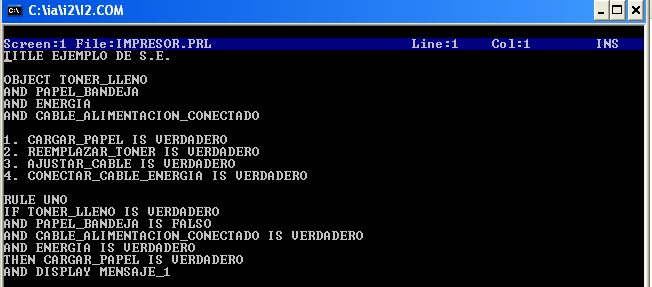 C:\ia\i2\I2.COM
Screen:1 File:IMPRESOR.PRL Line:1 Col:1 INS
TITLE EJEMPLO DE S.E.
OBJECT TONER_LLENO
AND PAPEL_BANDEJA
AND ENERGIA
AND CABLE_ALIMENTACION_CONECTADO
1. CARGAR_PAPEL IS VERDADERO
2. REEMPLAZAR_TONER IS VERDADERO
3. AJUSTAR_CABLE IS VERDADERO
4. CONECTAR_CABLE_ENERGIA IS VERDADERO
RULE UNO
IF TONER_LLENO IS VERDADERO
AND PAPEL_BANDEJA IS FALSO
AND CABLE_ALIMENTACION_CONECTADO IS VERDADERO
AND ENERGIA IS VERDADERO
THEN CARGAR_PAPEL IS VERDADERO
AND DISPLAY MENSAJE_1